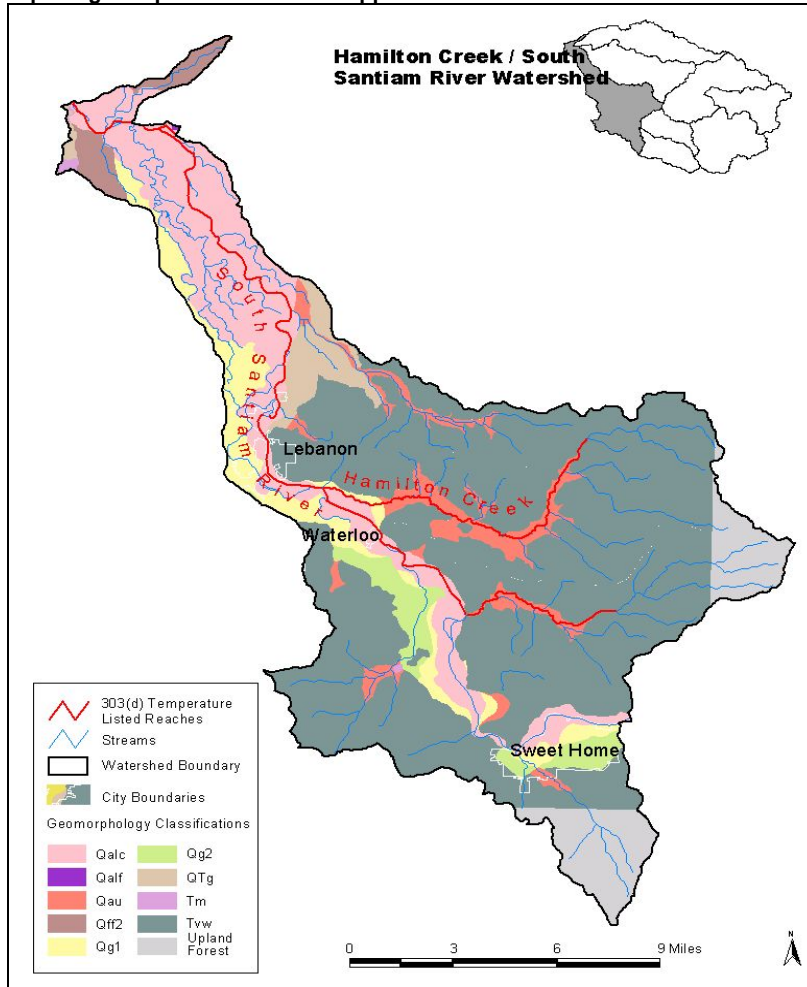 Hamilton Creek / South
Santiam River Watershed
South Santiam River
Lebanon
Hamilton Creek
Waterloo
Sweet Home
303(d) Temperature
Listed Reaches
Streams
Watershed Boundary
City Boundaries
Geomorphology Classifications
Qalc
Qalf
Qau
Qff2
Qg1
Qg2
QTg
Tm
Tvw
Upland
Forest
0 3 6 9 Miles
N